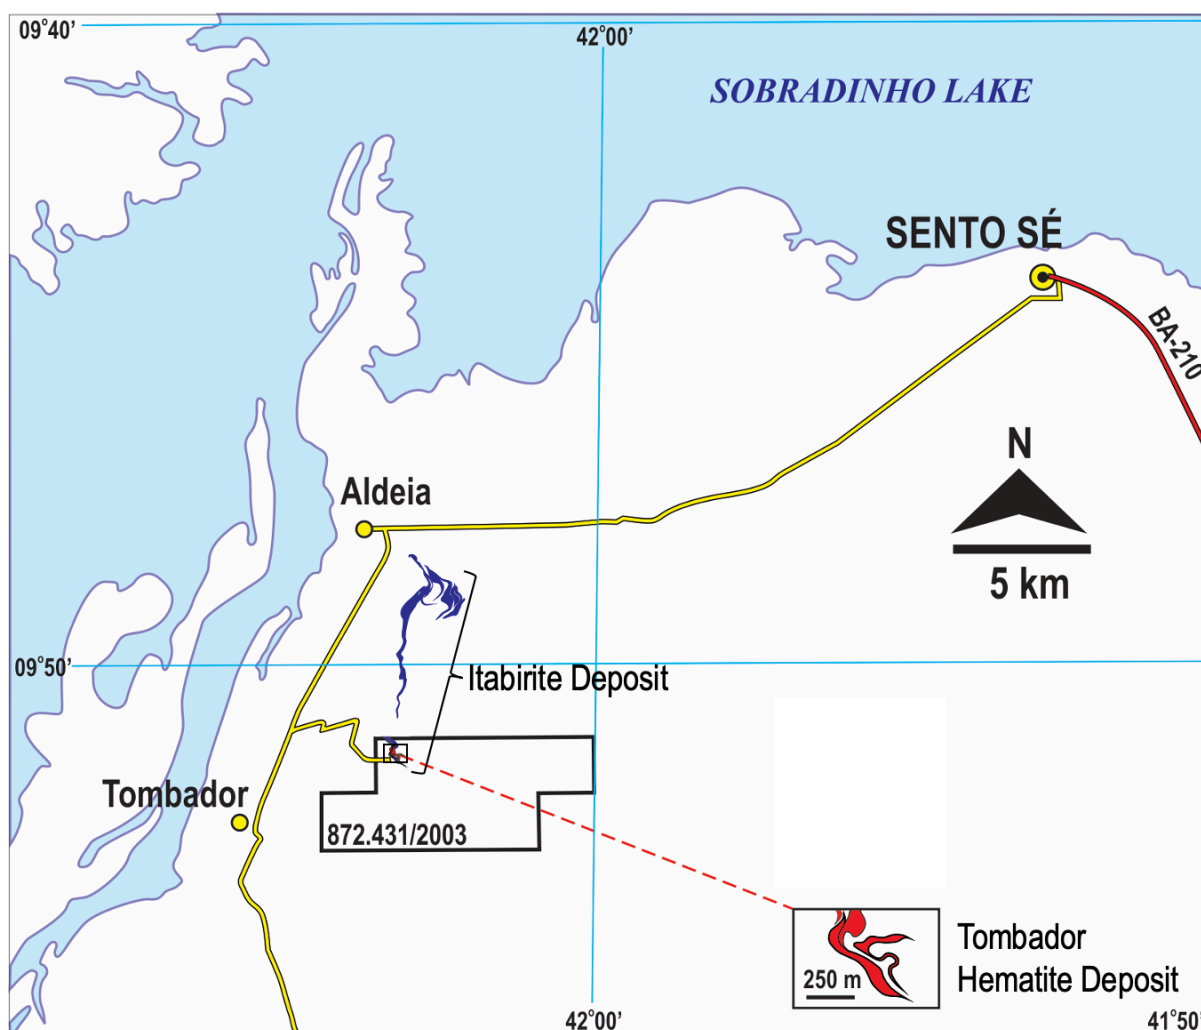 09°40'
42°00'
SOBRADINHO LAKE
SENTO SÉ
BA-210
N
5 km
Aldeia
09°50'
Itabirite Deposit
Tombador
872.431/2003
250 m
Tombador
Hematite Deposit
42°00'
41°50'